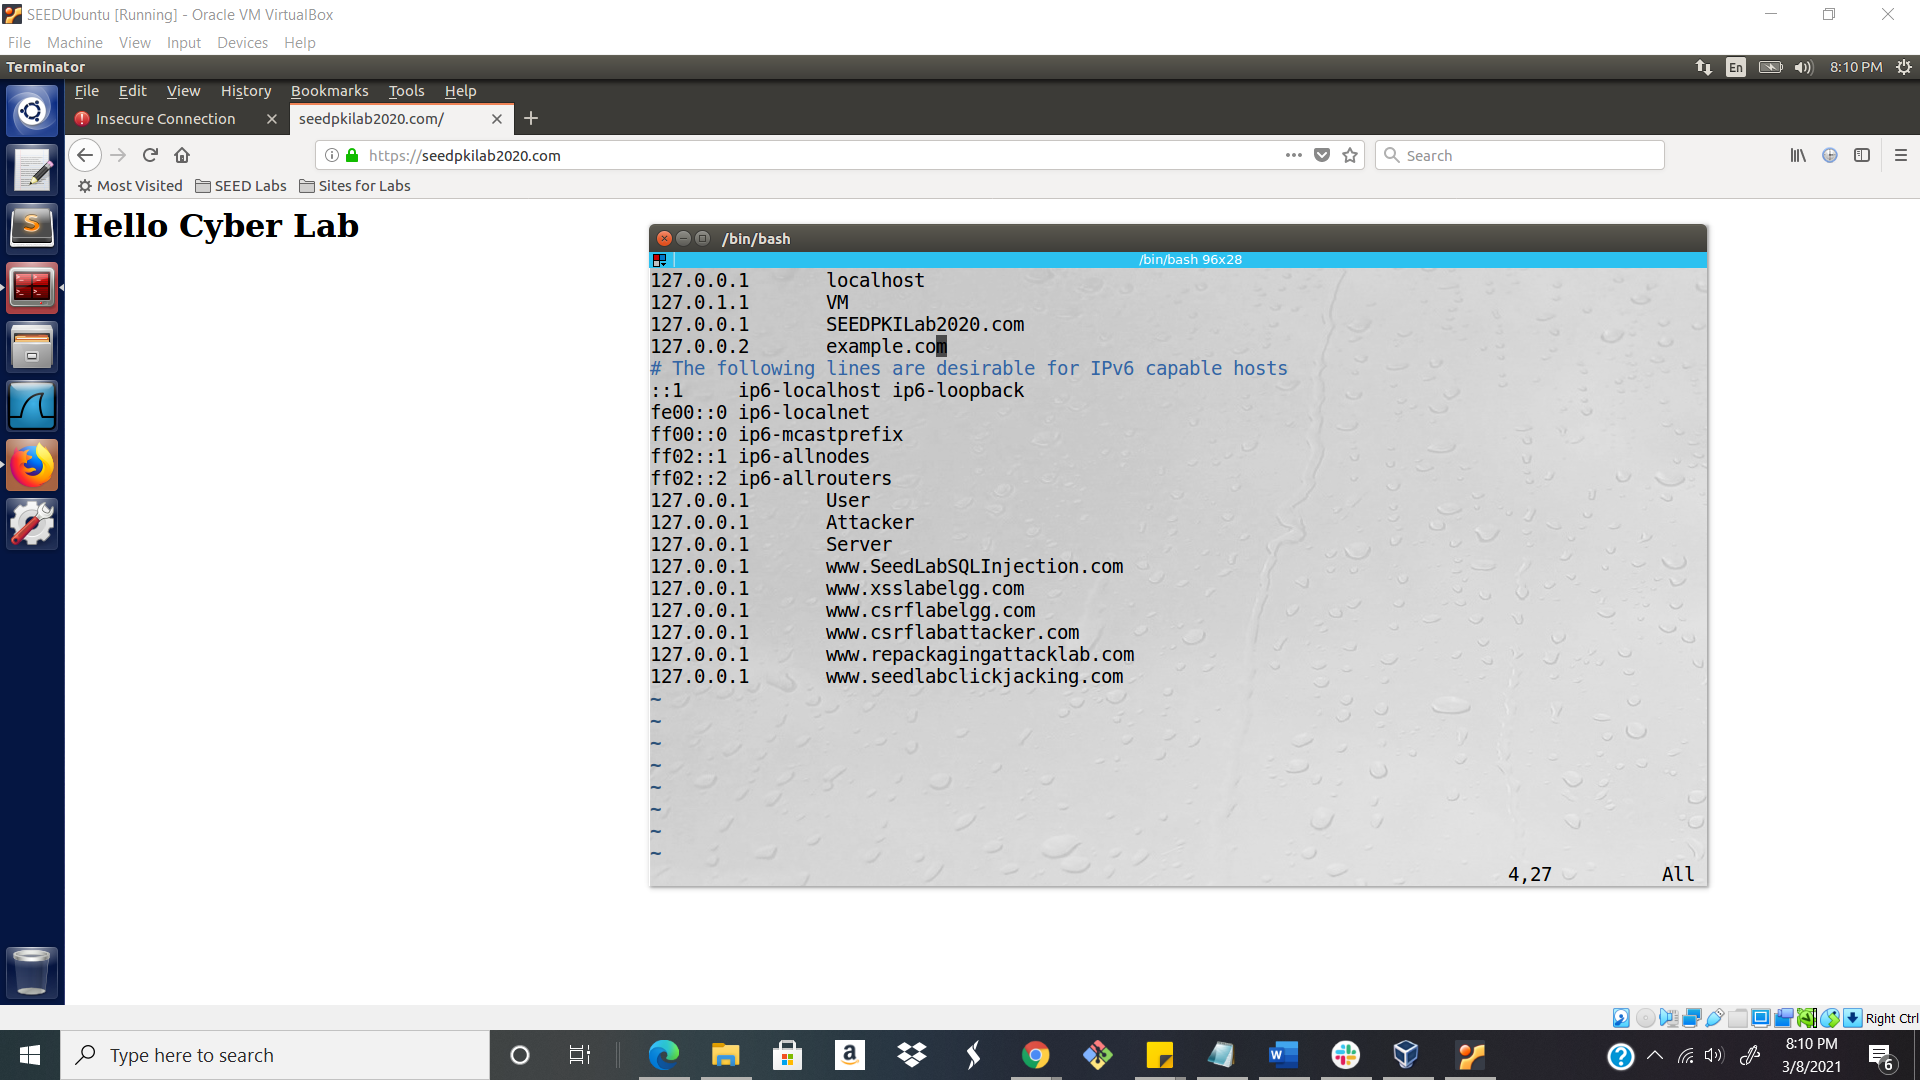 SEEDUbuntu [Running] - Oracle VM VirtualBox
File Machine View Input Devices Help
Terminator
En
8:10 PM
File Edit View History Bookmarks Tools Help
Insecure Connection
seedpkilab2020.com/
https://seedpkilab2020.com
Search
Most Visited SEED Labs Sites for Labs
Hello Cyber Lab
/bin/bash
/bin/bash 96x28
127.0.0.1 localhost
127.0.1.1 VM
127.0.0.1 SEEDPKILab2020.com
127.0.0.2 example.com
# The following lines are desirable for IPv6 capable hosts
::1 ip6-localhost ip6-loopback
fe00::0 ip6-localnet
ff00::0 ip6-mcastprefix
ff02::1 ip6-allnodes
ff02::2 ip6-allrouters
127.0.0.1 User
127.0.0.1 Attacker
127.0.0.1 Server
127.0.0.1 www.SeedLabSQLInjection.com
127.0.0.1 www.xsslabelgg.com
127.0.0.1 www.csrflabelgg.com
127.0.0.1 www.csrflabattacker.com
127.0.0.1 www.repackagingattacklab.com
127.0.0.1 www.seedlabclickjacking.com
~
~
~
~
~
~
~
~
4,27 All
Right Ctrl
Type here to search
8:10 PM
3/8/2021
6